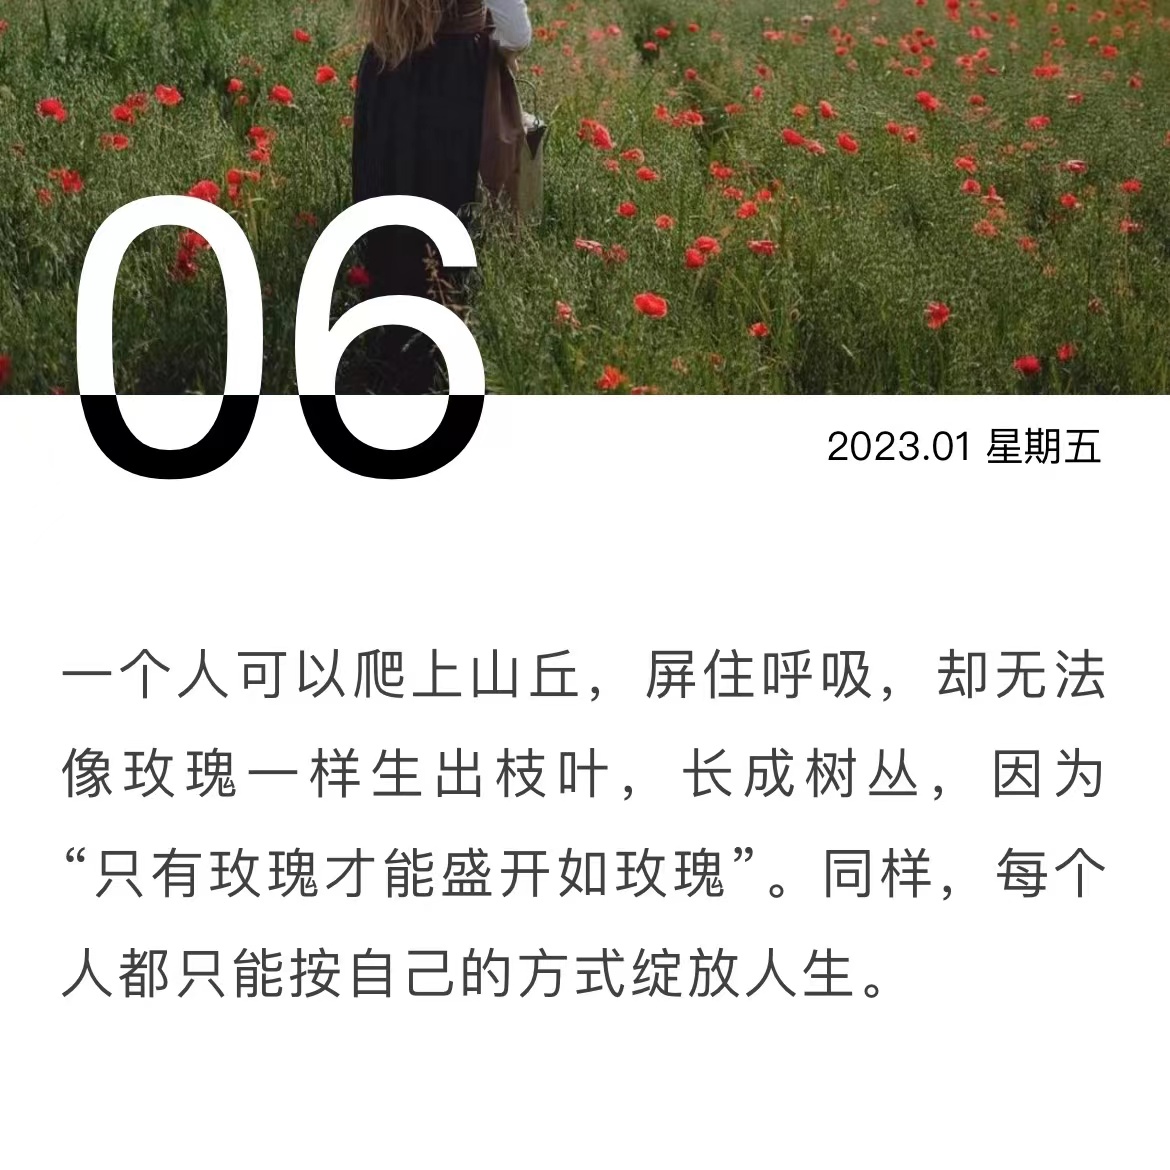 06
2023.01 星期五
一个人可以爬上山丘，屏住呼吸，却无法
像玫瑰一样生出枝叶，长成树丛，因为
“只有玫瑰才能盛开如玫瑰”。同样，每个
人都只能按自己的方式绽放人生。